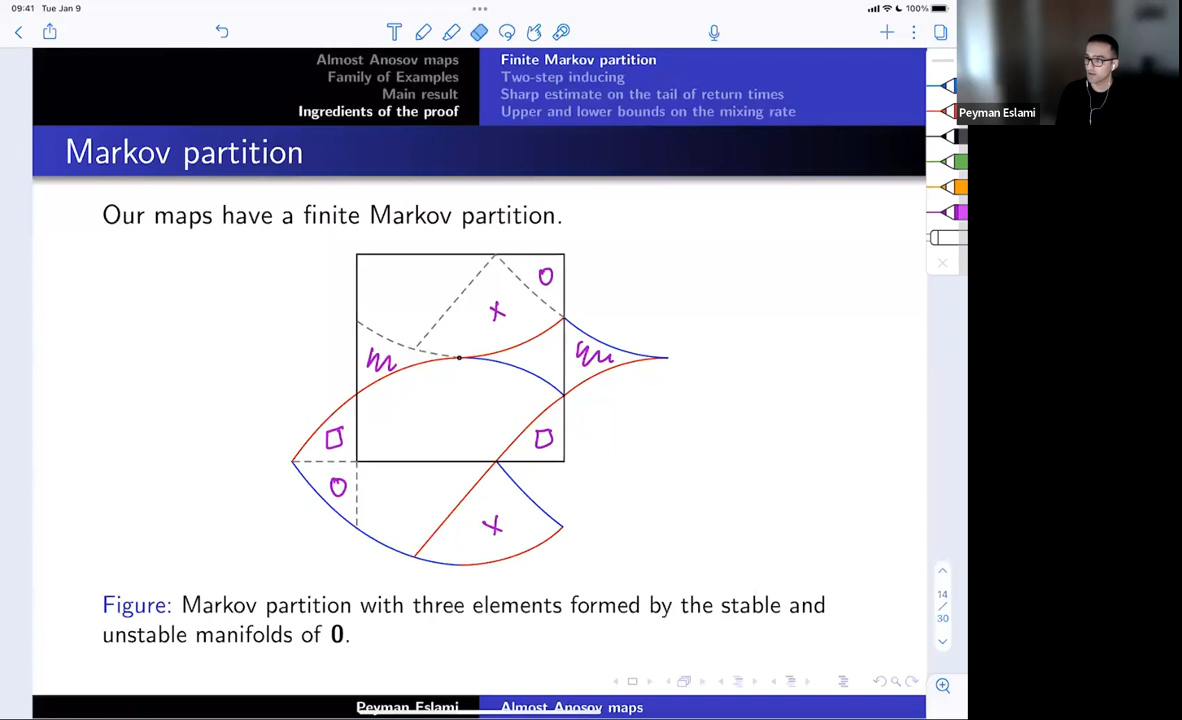 09:41 Tue Jan 9
100%
Almost Anosov maps
Family of Examples
Main result
Ingredients of the proof
Finite Markov partition
Two-step inducing
Sharp estimate on the tail of return times
Upper and lower bounds on the mixing rate
Peyman Eslami
Markov partition
Our maps have a finite Markov partition.
Figure: Markov partition with three elements formed by the stable and
unstable manifolds of 0.
14
/
30
Peyman Eslami
Almost Anosov maps